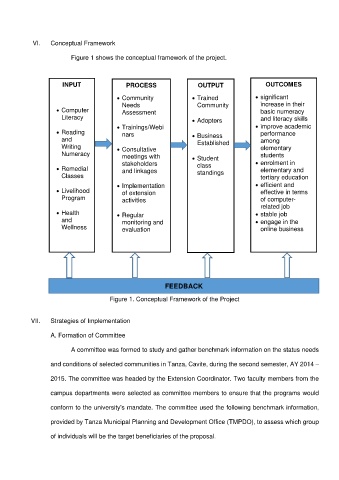 VI. Conceptual Framework
Figure 1 shows the conceptual framework of the project.
INPUT
• Computer
Literacy
• Reading
and
Writing
Numeracy
• Remedial
Classes
• Livelihood
Program
• Health
and
Wellness
PROCESS
• Community
Needs
Assessment
• Trainings/Webi
nars
• Consultative
meetings with
stakeholders
and linkages
• Implementation
of extension
activities
• Regular
monitoring and
evaluation
OUTPUT
• Trained
Community
• Adopters
• Business
Established
• Student
class
standings
OUTCOMES
• significant
increase in their
basic numeracy
and literacy skills
• improve academic
performance
among
elementary
students
• enrolment in
elementary and
tertiary education
• efficient and
effective in terms
of computer-
related job
• stable job
• engage in the
online business
FEEDBACK
Figure 1. Conceptual Framework of the Project
VII. Strategies of Implementation
A. Formation of Committee
A committee was formed to study and gather benchmark information on the status needs
and conditions of selected communities in Tanza, Cavite, during the second semester, AY 2014 –
2015. The committee was headed by the Extension Coordinator. Two faculty members from the
campus departments were selected as committee members to ensure that the programs would
conform to the university's mandate. The committee used the following benchmark information,
provided by Tanza Municipal Planning and Development Office (TMPDO), to assess which group
of individuals will be the target beneficiaries of the proposal.